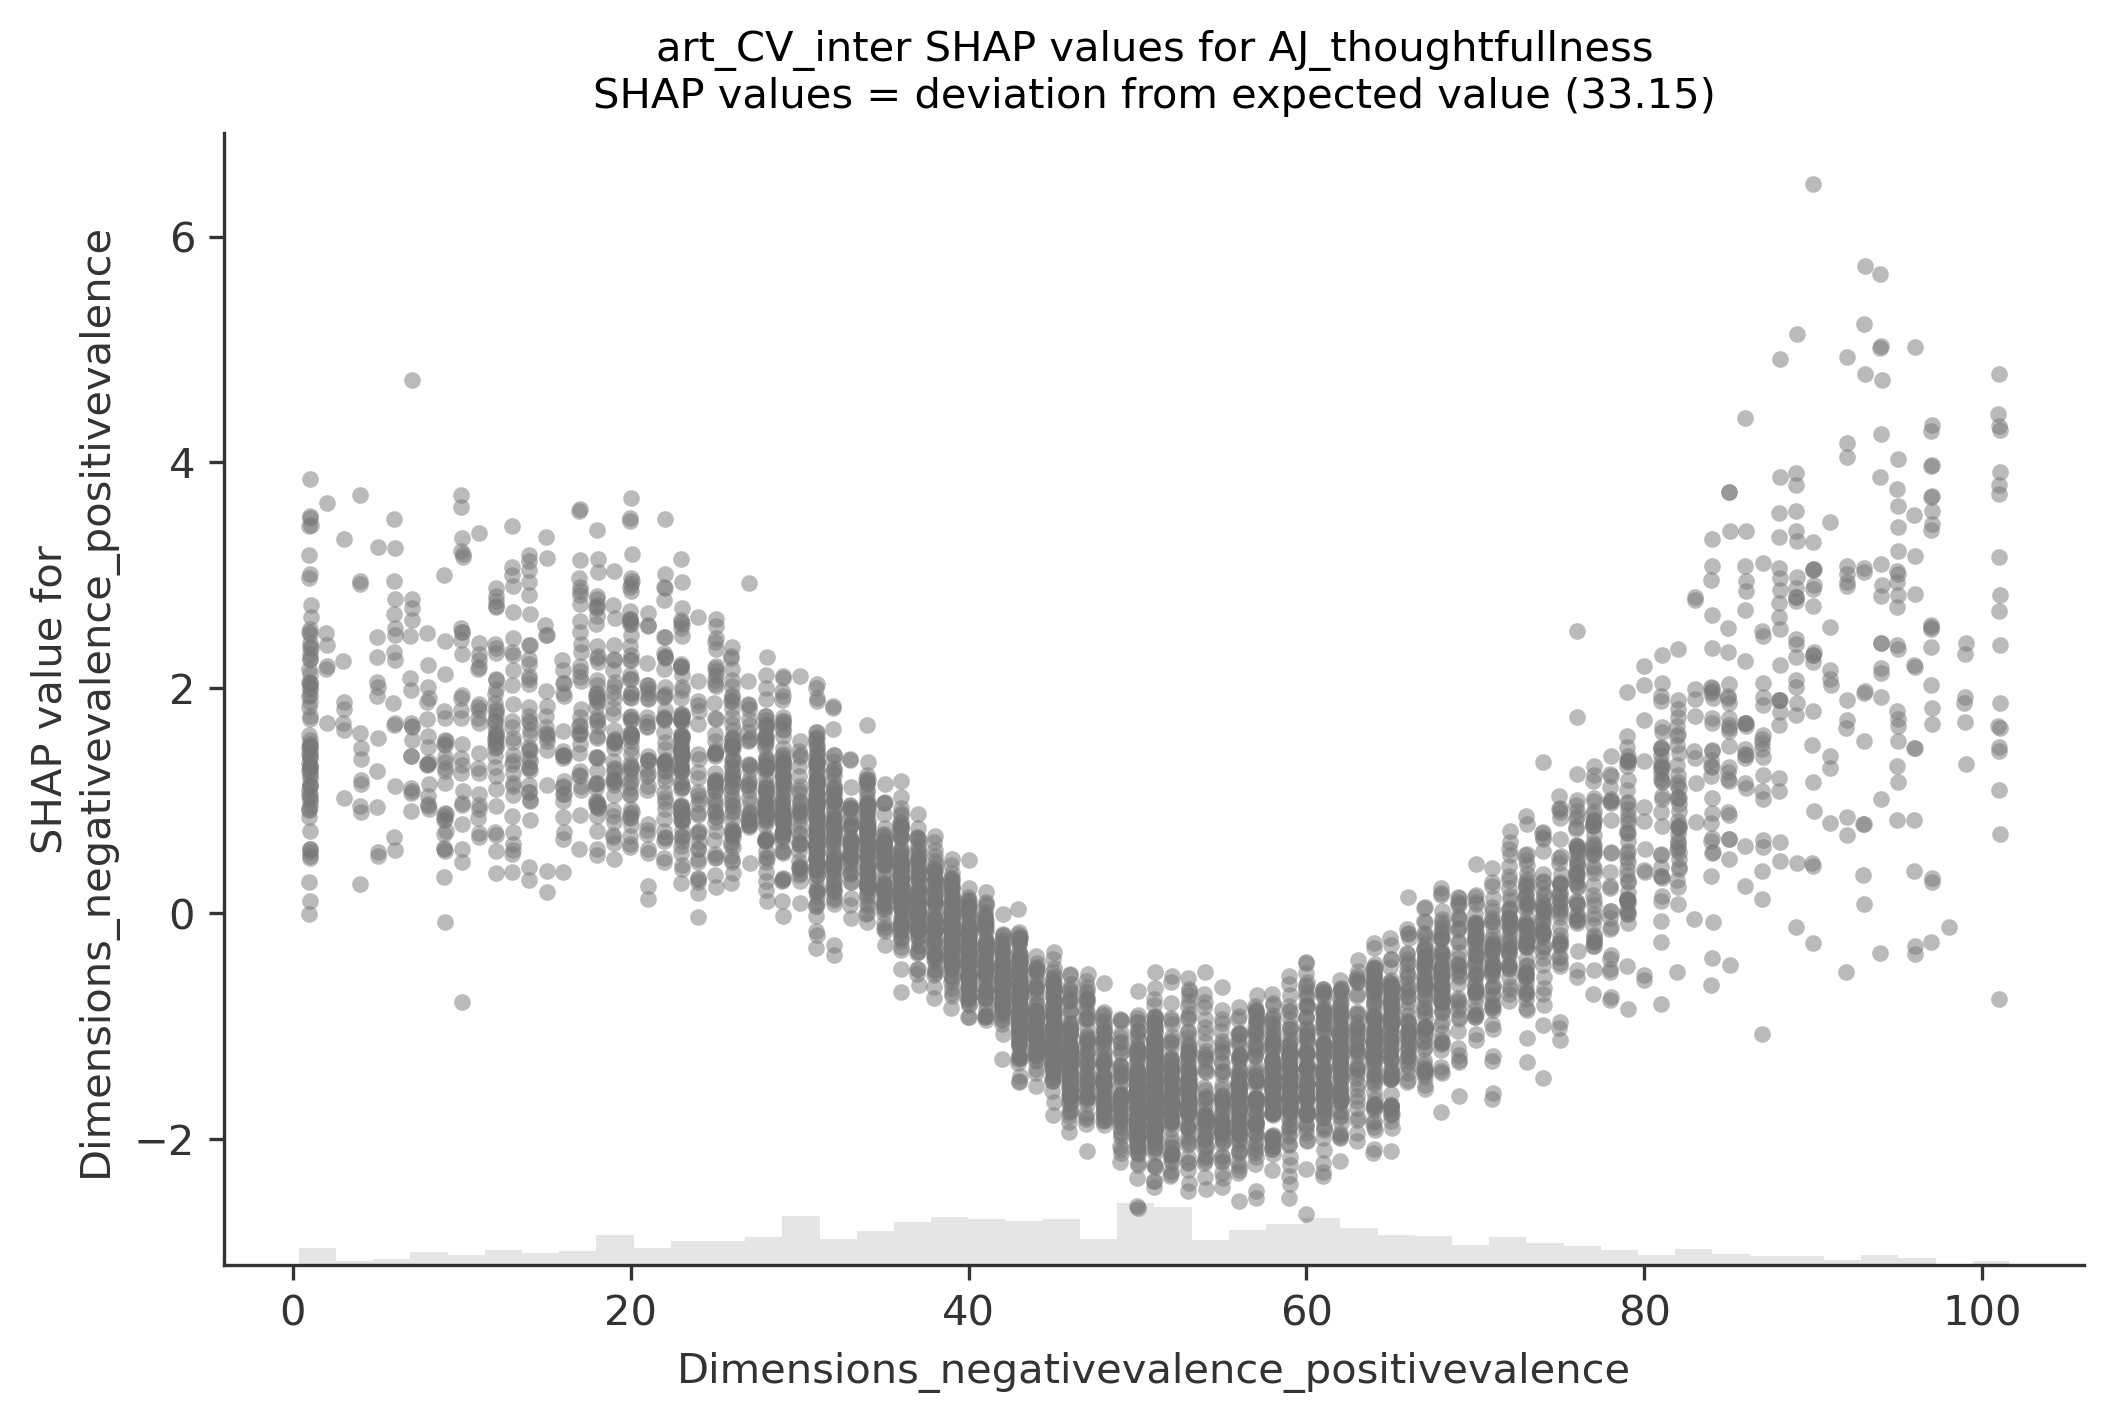 art_CV_inter SHAP values for AJ_thoughtfullness
SHAP values = deviation from expected value (33.15)
SHAP value for
Dimensions_negativevalence_positivevalence
6
4
2
0
−2
0
20
40
60
80
100
Dimensions_negativevalence_positivevalence